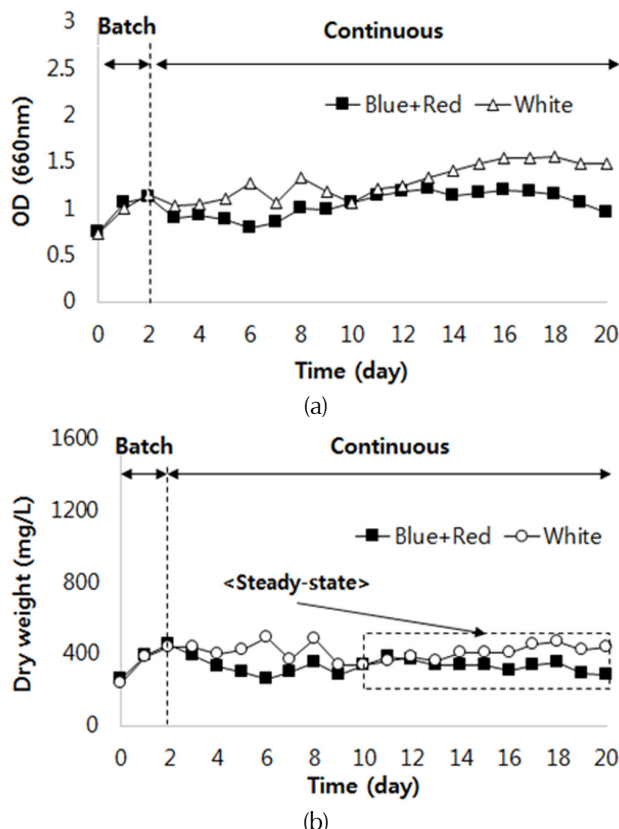 3
Batch Continuous
2.5
2
Blue+Red White
1.5
1
0.5
0
OD (660nm)
0 2 4 6 8 10 12 14 16 18 20
Time (day)
(a)
1600
Batch Continuous
1200
Blue+Red White
800
<Steady-state>
400
0
Dry weight (mg/L)
0 2 4 6 8 10 12 14 16 18 20
Time (day)
(b)